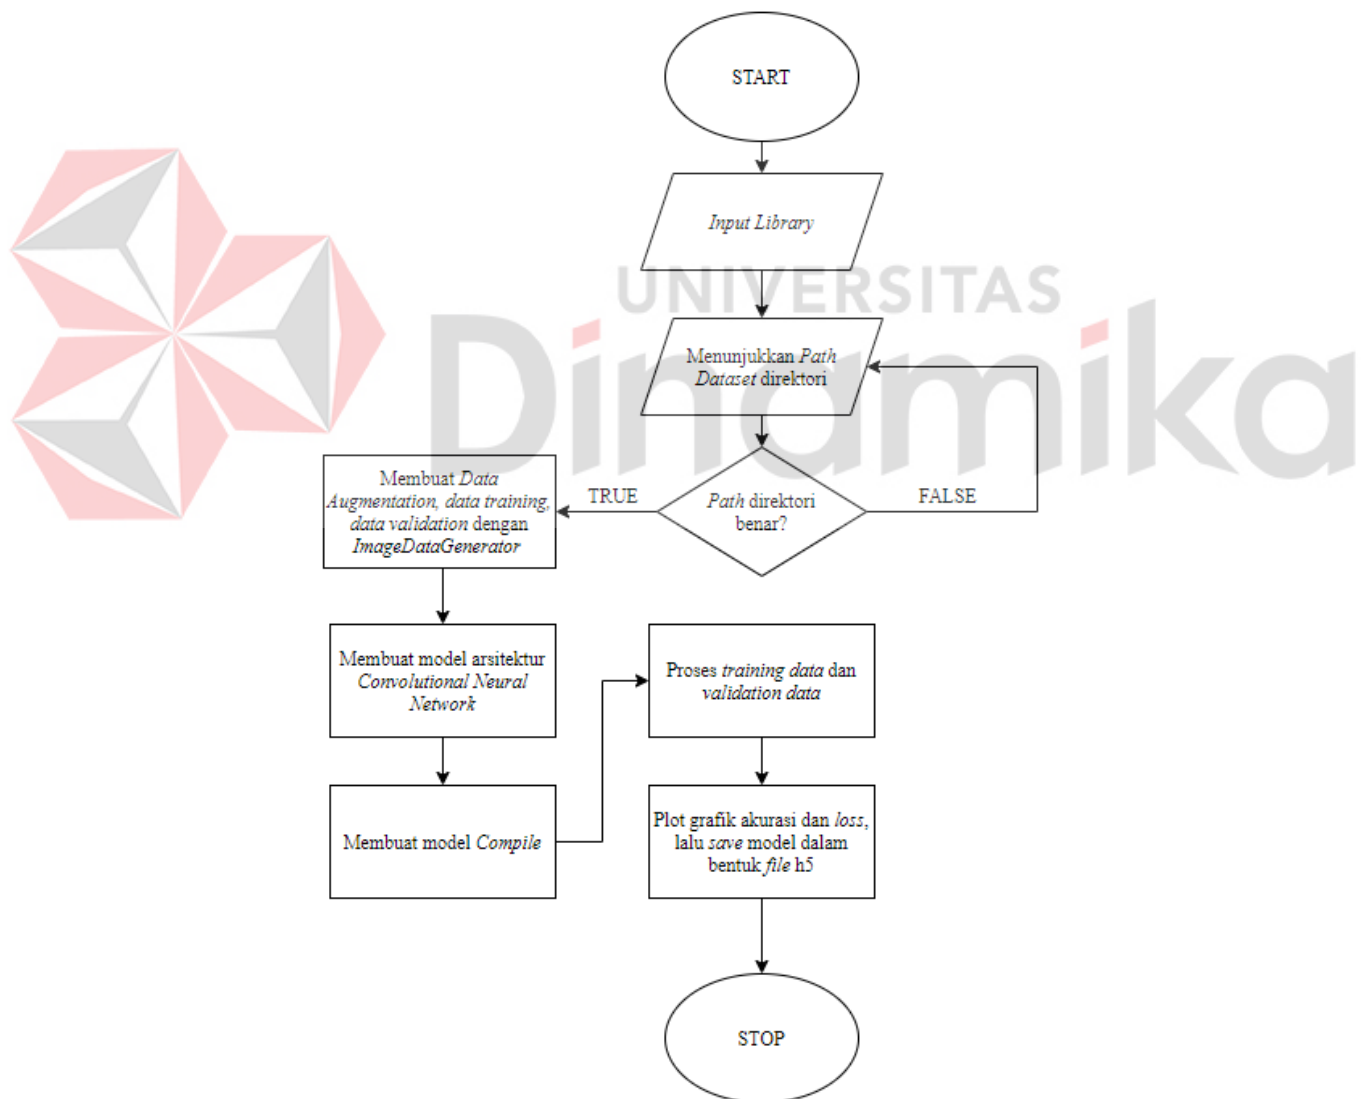 START
Input Library
UNIVERSITAS
Dinamika
Menunjukkan Path
Dataset direktori
Path direktori
benar?
TRUE
FALSE
Membuat Data
Augmentation, data training,
data validation dengan
ImageDataGenerator
Membuat model arsitektur
Convolutional Neural
Network
Membuat model Compile
Proses training data dan
validation data
Plot grafik akurasi dan loss,
lalu save model dalam
bentuk file h5
STOP